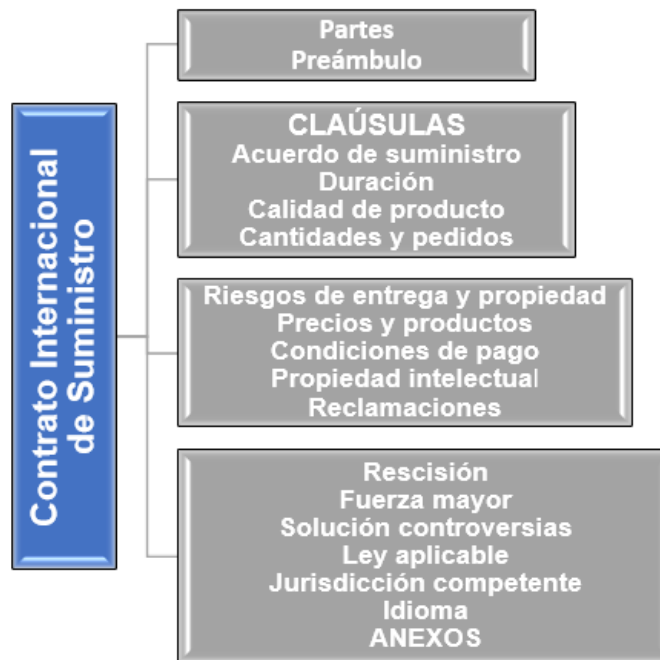 Contrato Internacional
de Suministro
Partes
Preámbulo
CLAÚSULAS
Acuerdo de suministro
Duración
Calidad de producto
Cantidades y pedidos
Riesgos de entrega y propiedad
Precios y productos
Condiciones de pago
Propiedad intelectual
Reclamaciones
Rescisión
Fuerza mayor
Solución controversias
Ley aplicable
Jurisdicción competente
Idioma
ANEXOS